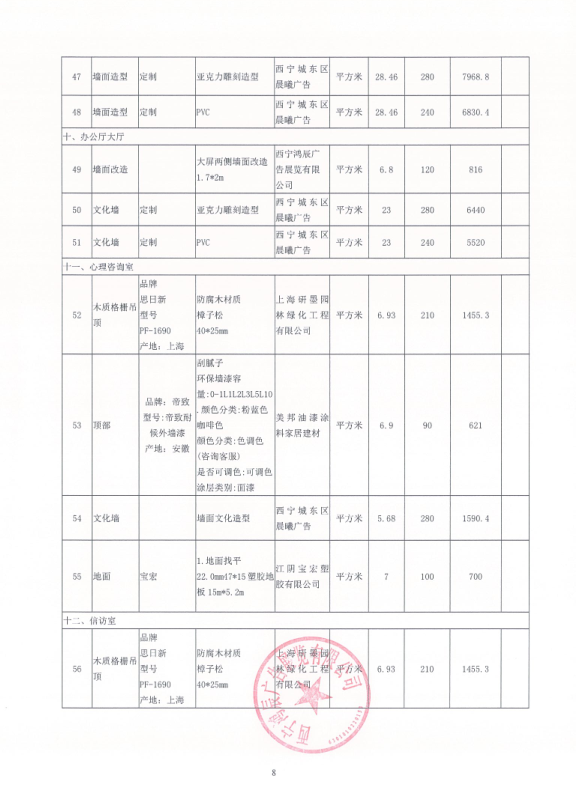 47 墙面造型 定制 亚克力雕刻造型 西宁城东区晨曦广告 平方米 28.46 280 7968.8
48 墙面造型 定制 PVC 西宁城东区晨曦广告 平方米 28.46 240 6830.4
十、办公厅大厅
49 墙面改造 大屏两侧墙面改造 1.7*2m 西宁鸿辰广告展览有限公司 平方米 6.8 120 816
50 文化墙 定制 亚克力雕刻造型 西宁城东区晨曦广告 平方米 23 280 6440
51 文化墙 定制 PVC 西宁城东区晨曦广告 平方米 23 240 5520
十一、心理咨询室
52 木质格栅吊顶 品牌 思日新 型号 PF-1690 产地：上海 防腐木材质 樟子松 40*25mm 上海研墨园林绿化工程有限公司 平方米 6.93 210 1455.3
53 顶部 品牌：帝致 型号:帝致耐候外墙漆 产地：安徽 刮腻子 环保墙漆容量:0-1L1L2L3L5L10,颜色分类:粉蓝色 咖啡色 颜色分类:色调色(咨询客服) 是否可调色:可调色 涂层类别:面漆 美邦油漆涂料家居建材 平方米 6.9 90 621
54 文化墙 墙面文化造型 西宁城东区晨曦广告 平方米 5.68 280 1590.4
55 地面 宝宏 1.地面找平 22.0mm47*15塑胶地板15m*5.2m 江阴宝宏塑胶有限公司 平方米 7 100 700
十二、信访室
56 木质格栅吊顶 品牌 思日新 型号 PF-1690 产地：上海 防腐木材质 樟子松 40*25mm 上海研墨园林绿化工程有限公司 平方米 6.93 210 1455.3
西宁鸿辰广告展览有限公司
8